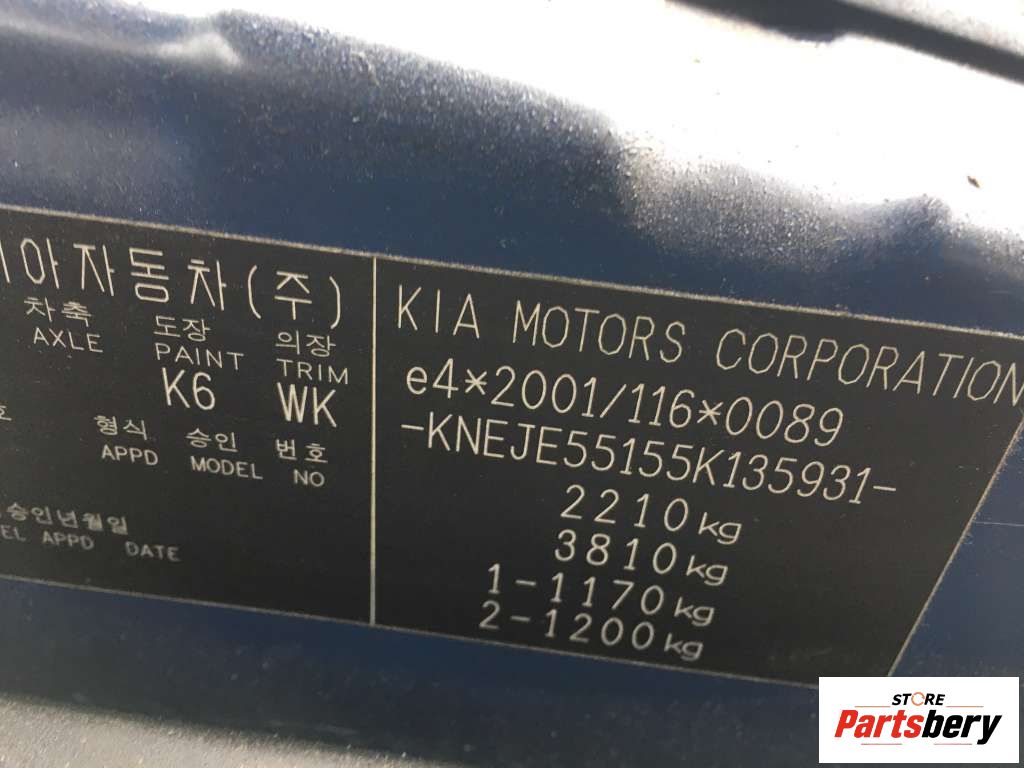 아자동차(주)
차축 도장 의장
AXLE PAINT TRIM
K6 WK
형식 승인 번호
APPD MODEL NO
승인년월일
EL APPD DATE
KIA MOTORS CORPORATION
e4*2001/116*0089
-KNEJE55155K135931-
2210kg
3810kg
1-1170kg
2-1200kg
STORE
Partsbery